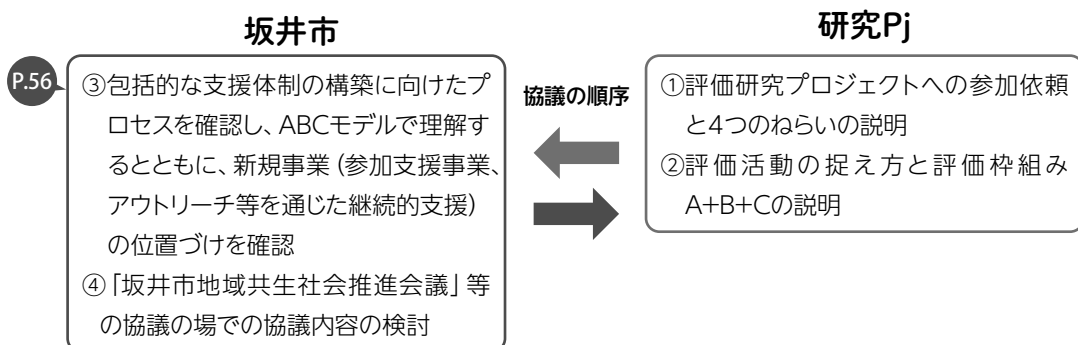 坂井市
P.56
③包括的な支援体制の構築に向けたプ
ロセスを確認し、ABCモデルで理解す
るとともに、新規事業(参加支援事業、
アウトリーチ等を通じた継続的支援)
の位置づけを確認
④「坂井市地域共生社会推進会議」等
の協議の場での協議内容の検討
協議の順序
研究Pj
①評価研究プロジェクトへの参加依頼
と4つのねらいの説明
②評価活動の捉え方と評価枠組み
A+B+Cの説明